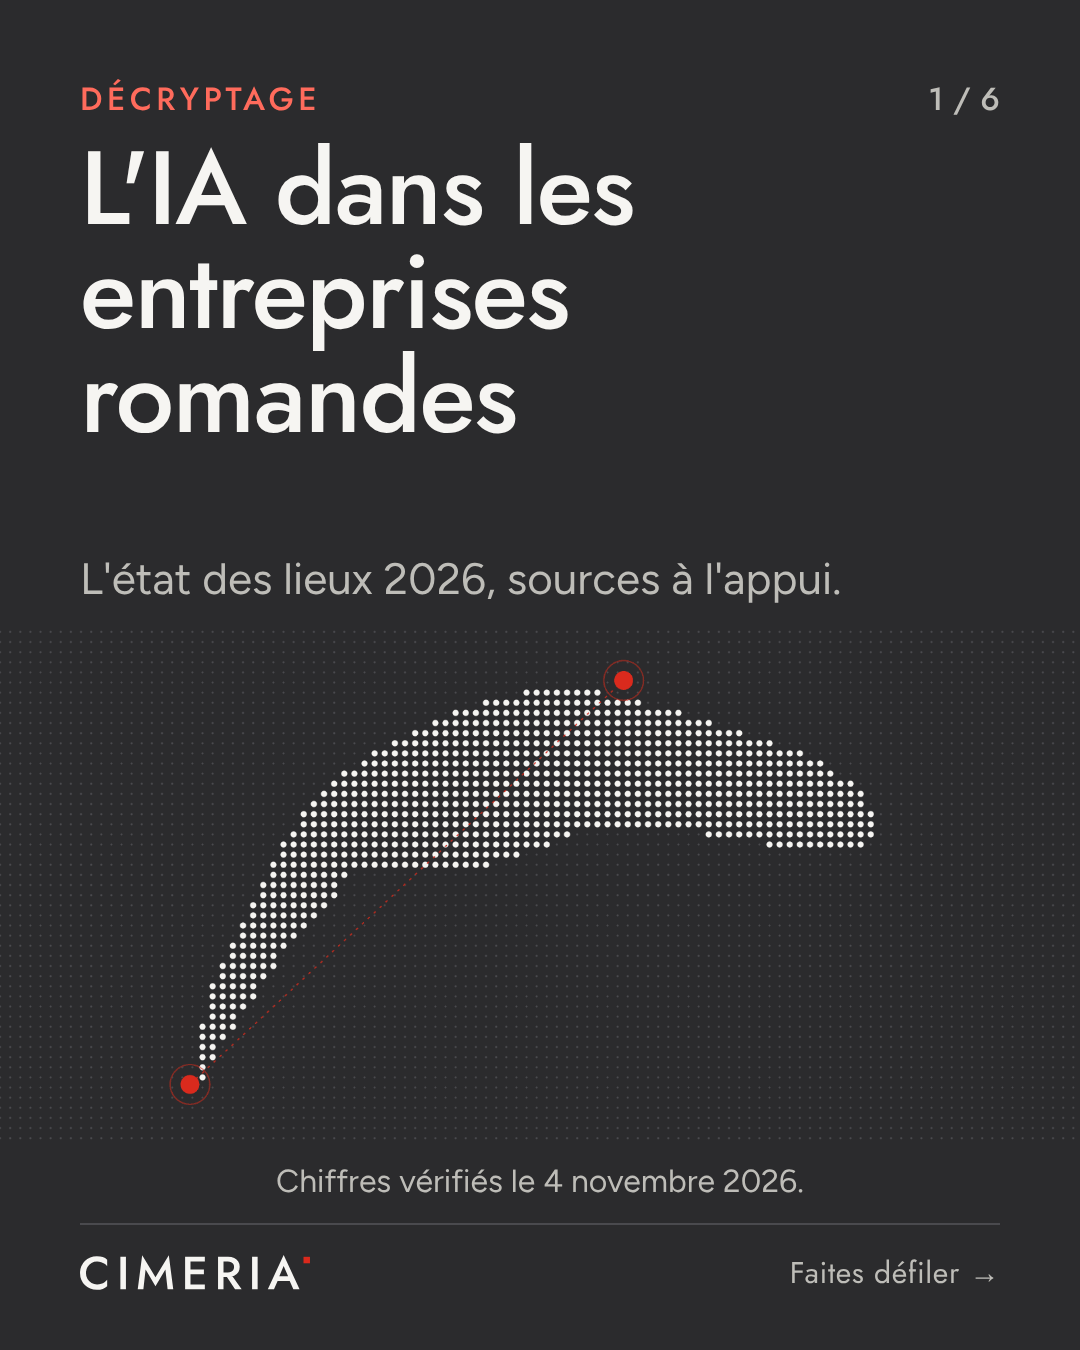 DÉCRYPTAGE
1 / 6
L'IA dans les
entreprises
romandes
L'état des lieux 2026, sources à l'appui.
Chiffres vérifiés le 4 novembre 2026.
CIMERIA
Faites défiler →